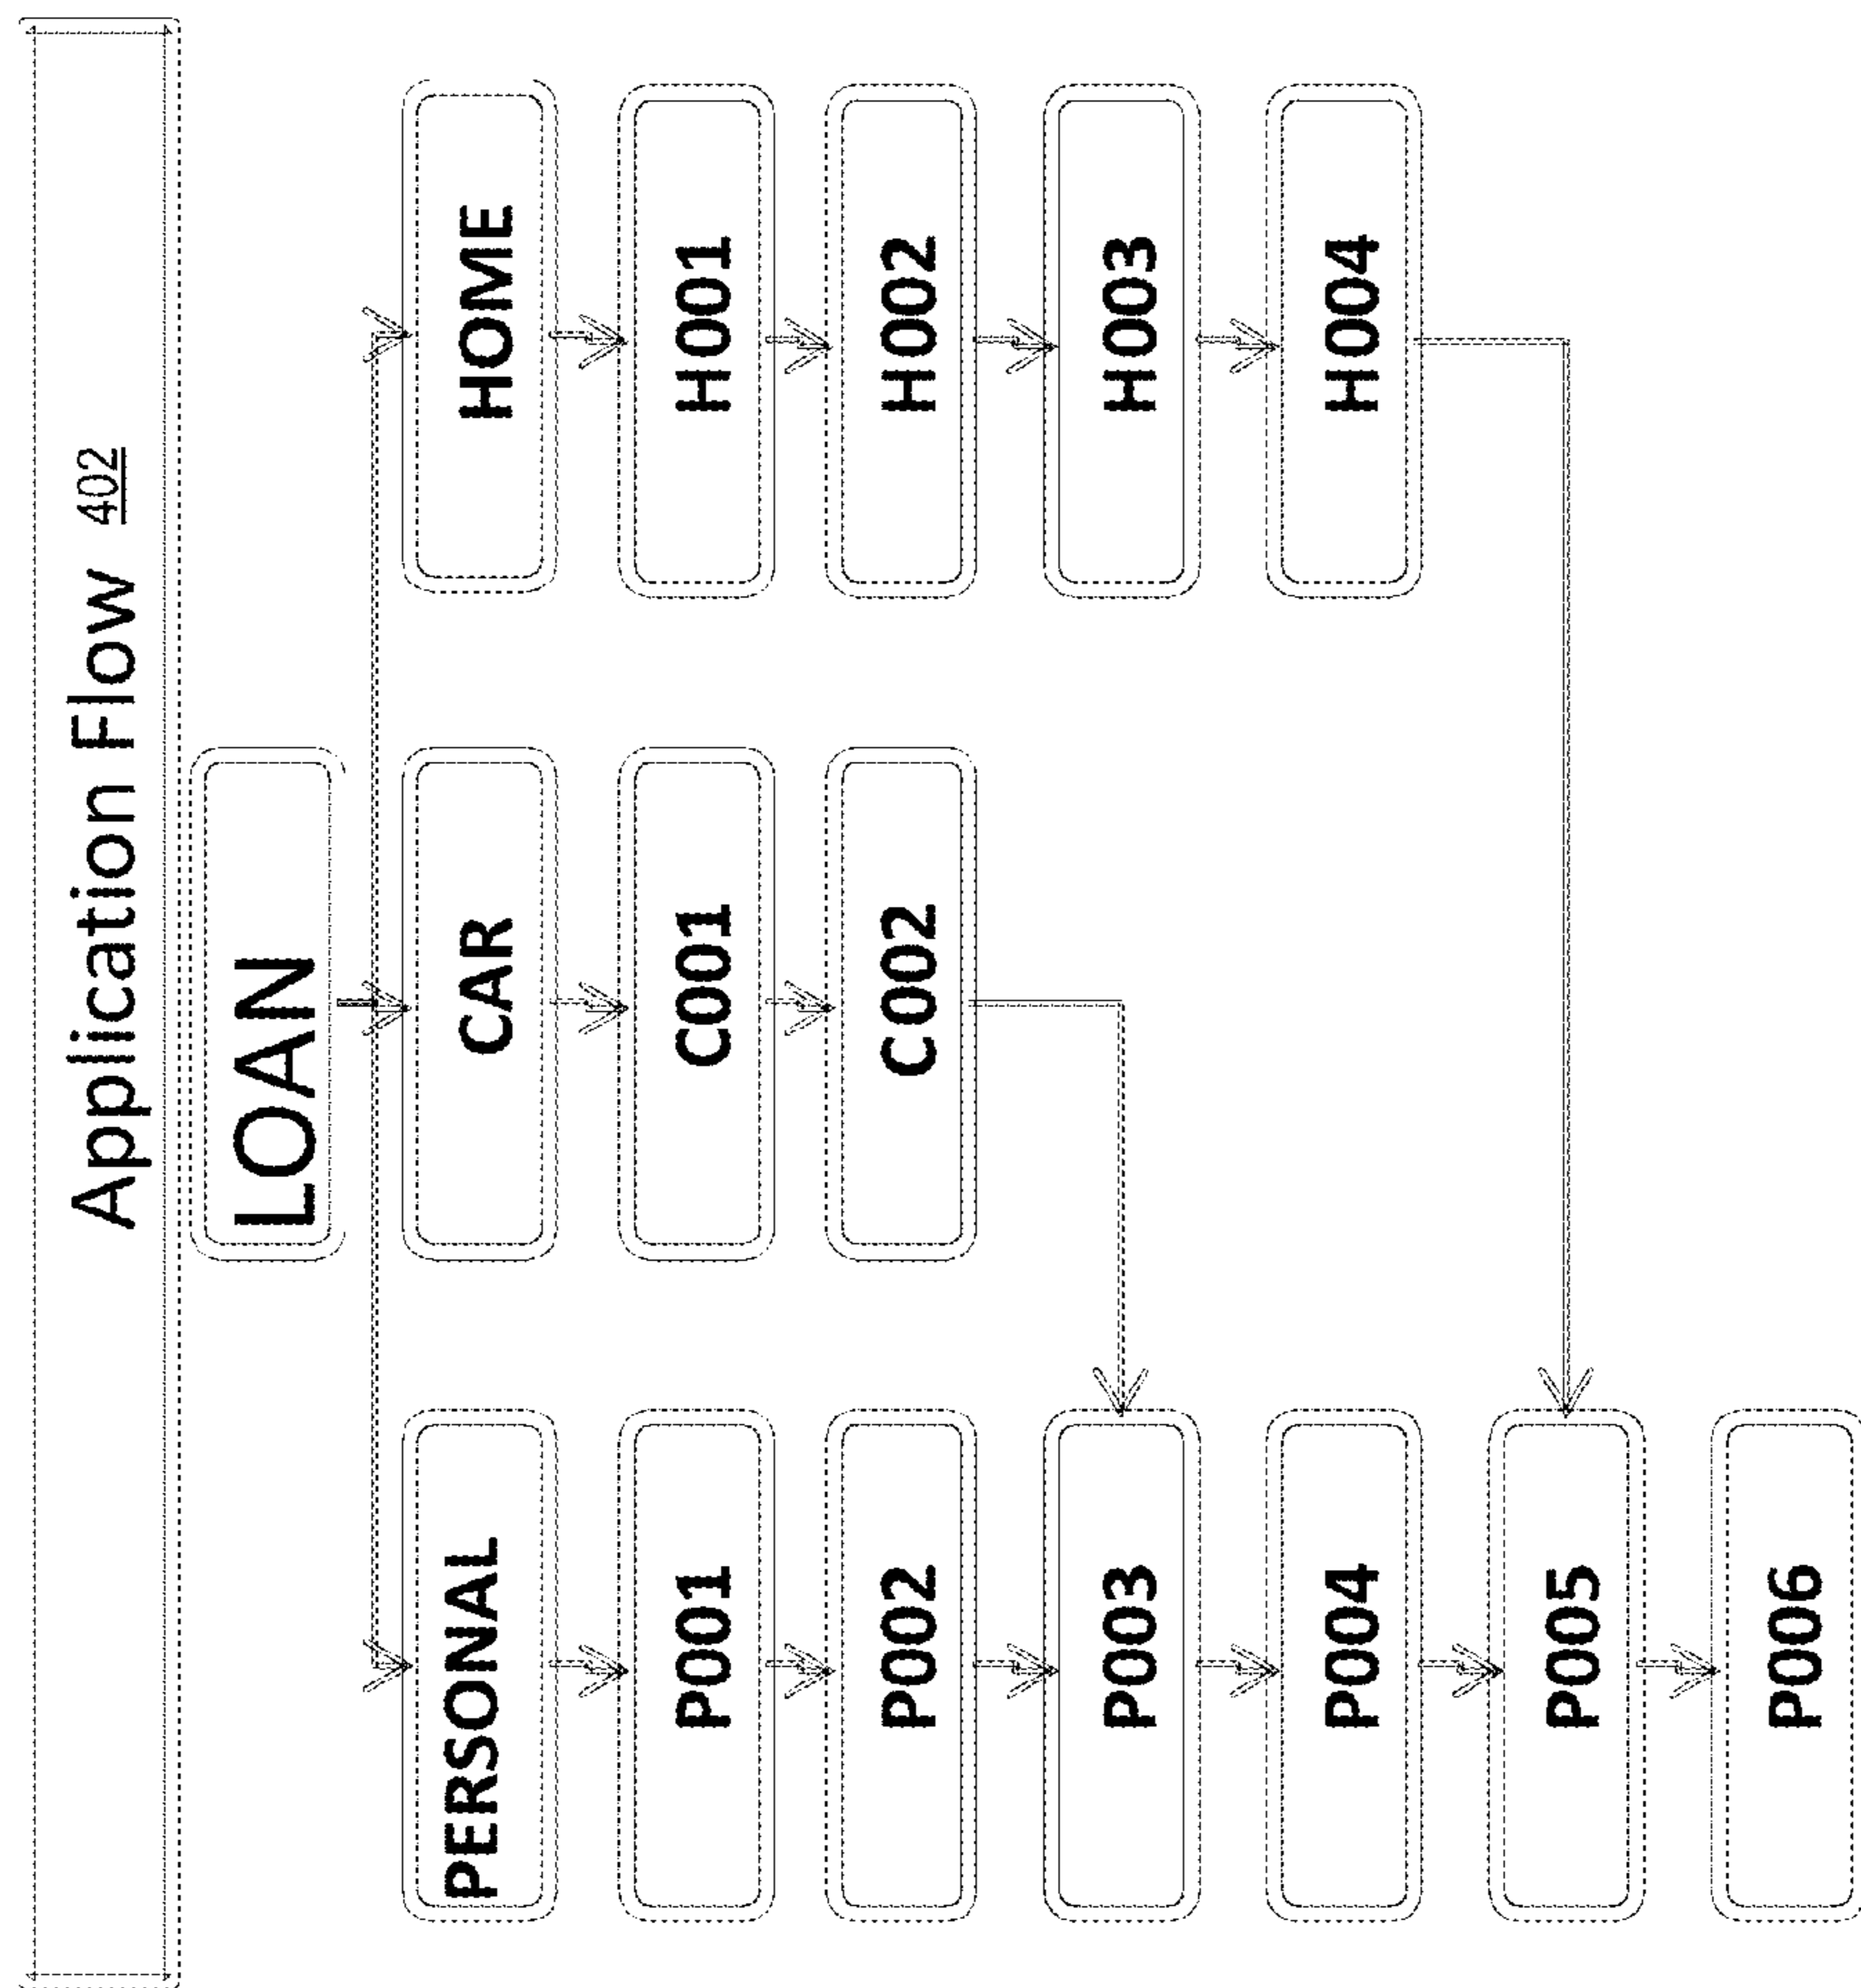 Application Flow 402
LOAN
PERSONAL
CAR
HOME
P001
C001
H001
P002
C002
H002
P003
H003
P004
H004
P005
P006